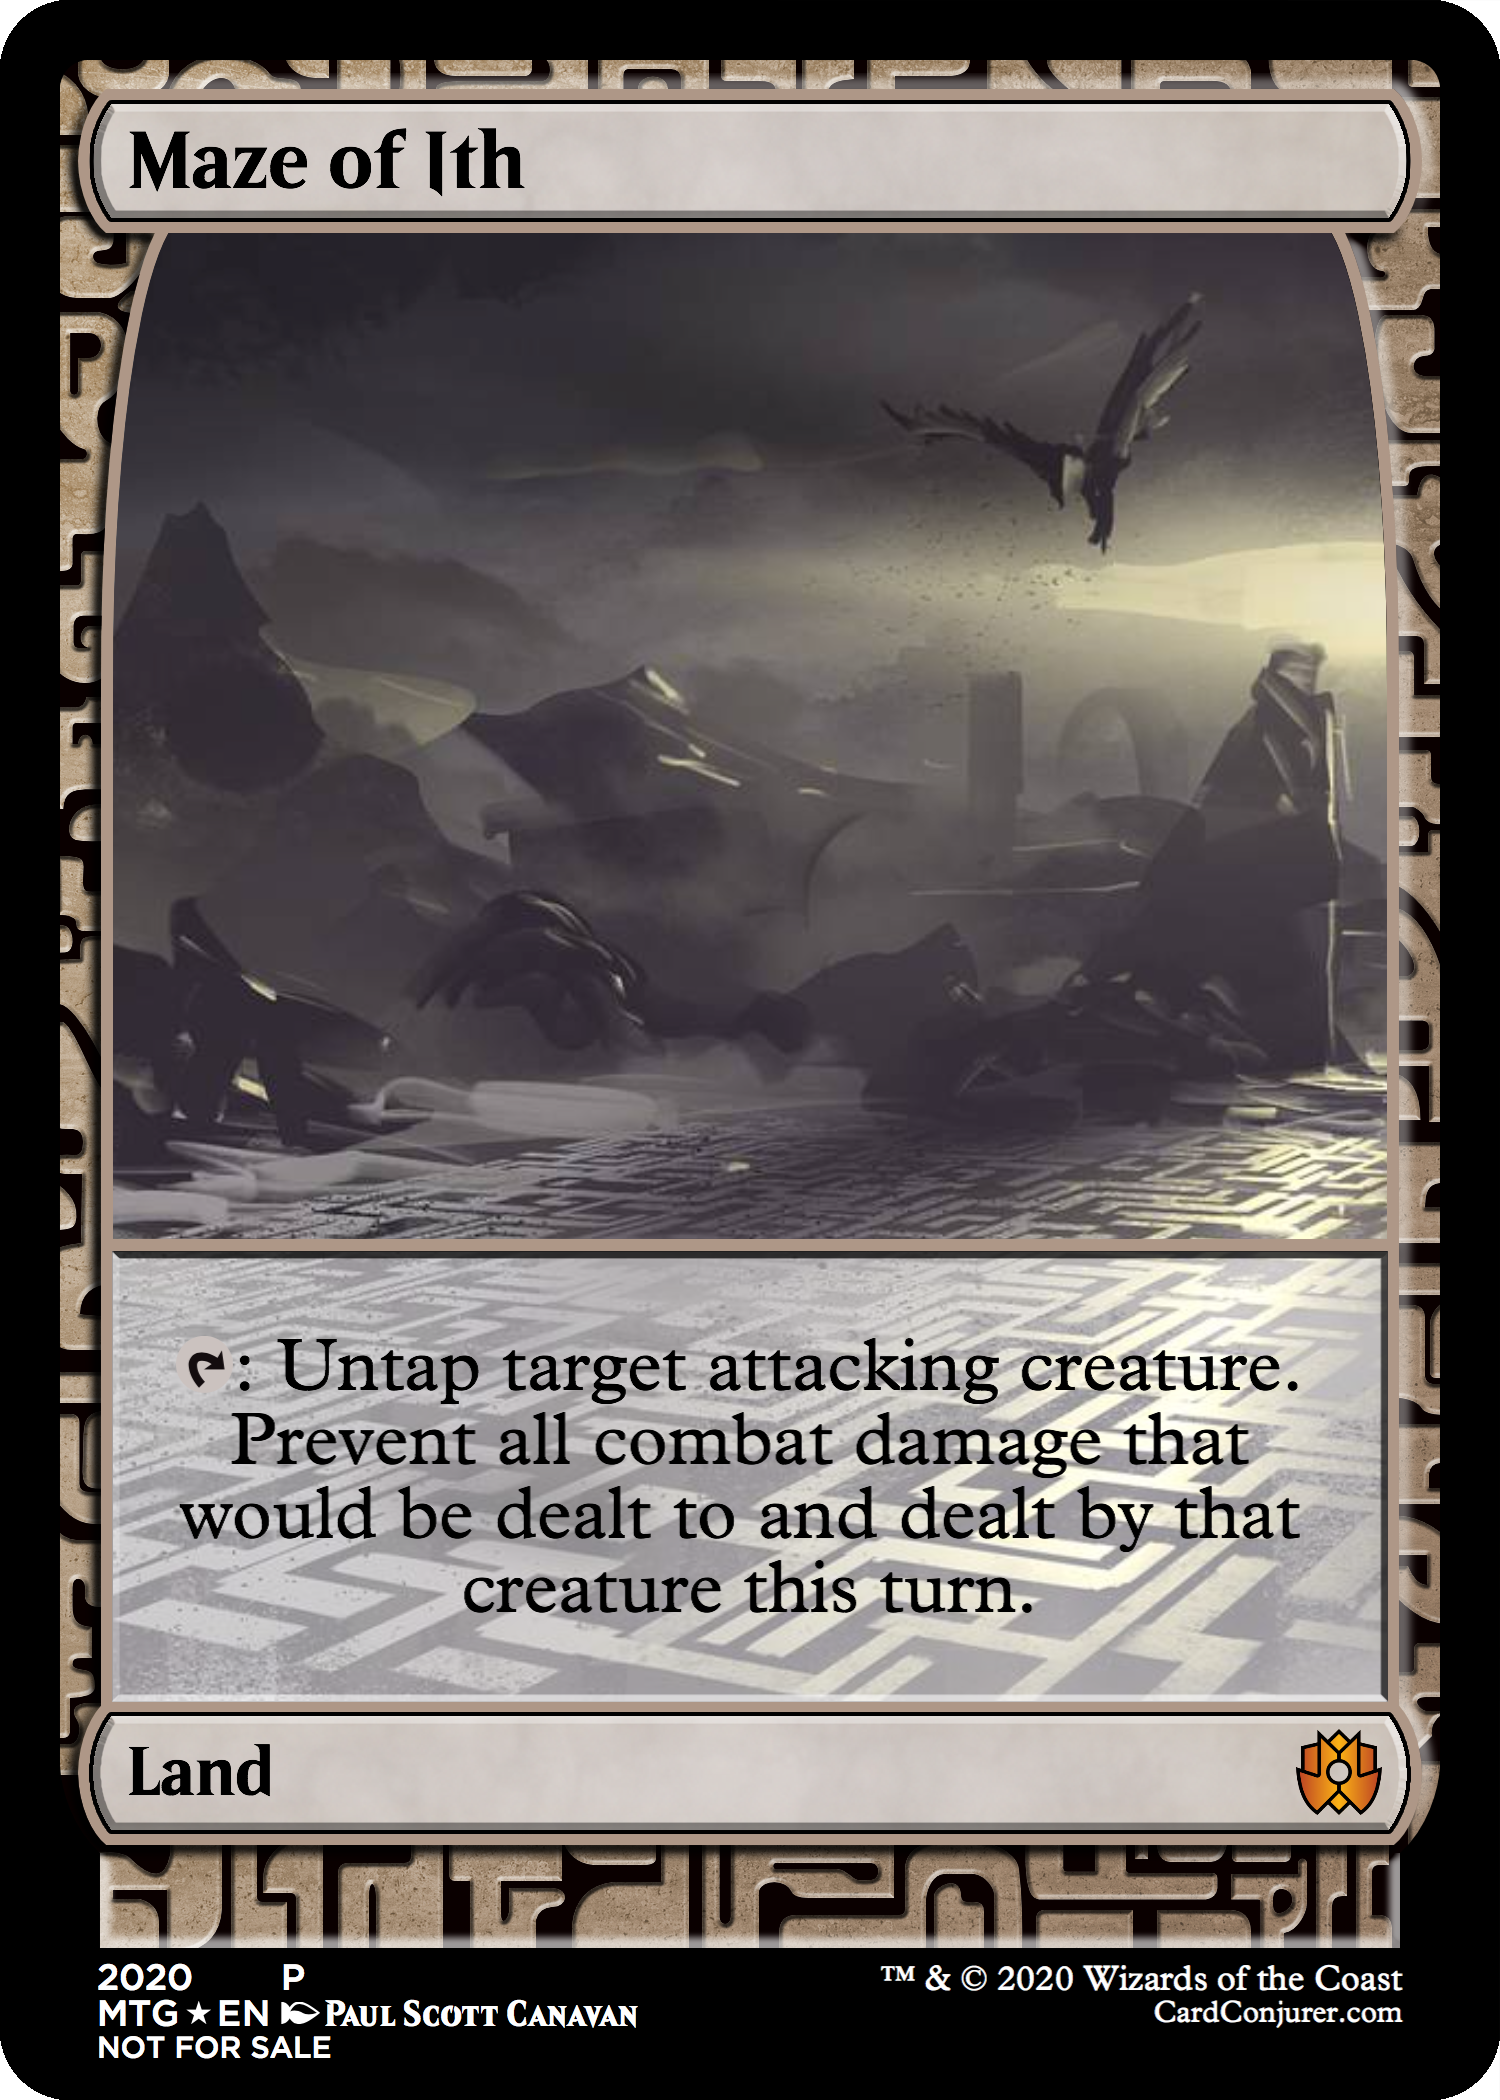 Maze of Ith
: Untap target attacking creature.
Prevent all combat damage that
would be dealt to and dealt by that
creature this turn.
Land
2020 P
MTG ★ EN PAUL SCOTT CANAVAN
NOT FOR SALE
™ & © 2020 Wizards of the Coast
CardConjurer.com